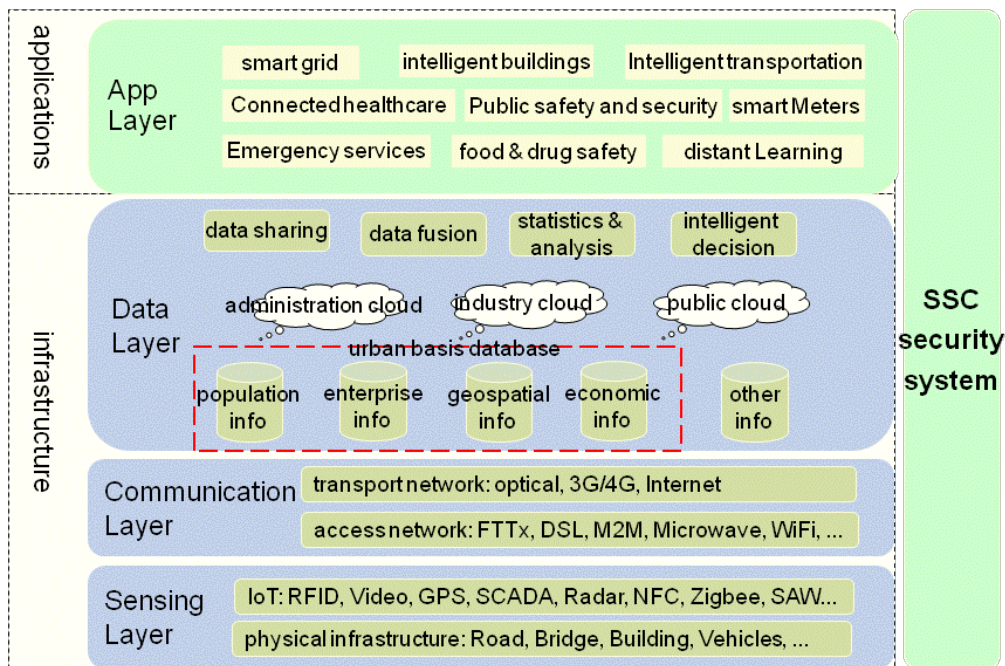 applications
App
Layer
smart grid
intelligent buildings
Intelligent transportation
Connected healthcare
Public safety and security
smart Meters
Emergency services
food & drug safety
distant Learning
infrastructure
Data
Layer
data sharing
data fusion
statistics &
analysis
intelligent
decision
administration cloud
industry cloud
public cloud
urban basis database
population
info
enterprise
info
geospatial
info
economic
info
other
info
Communication
Layer
transport network: optical, 3G/4G, Internet
access network: FTTx, DSL, M2M, Microwave, WiFi, ...
Sensing
Layer
IoT: RFID, Video, GPS, SCADA, Radar, NFC, Zigbee, SAW...
physical infrastructure: Road, Bridge, Building, Vehicles, ...
SSC
security
system